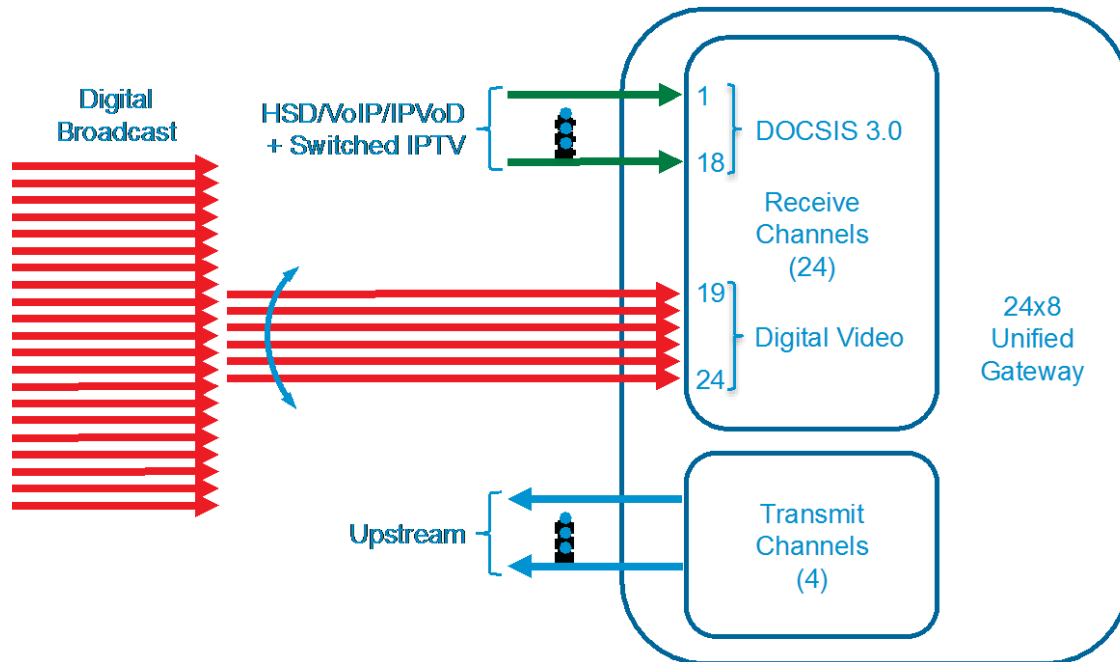 Digital
Broadcast
HSD/VoIP/IPVoD
+ Switched IPTV
1
18
DOCSIS 3.0
Receive
Channels
(24)
19
24
Digital Video
24x8
Unified
Gateway
Upstream
Transmit
Channels
(4)